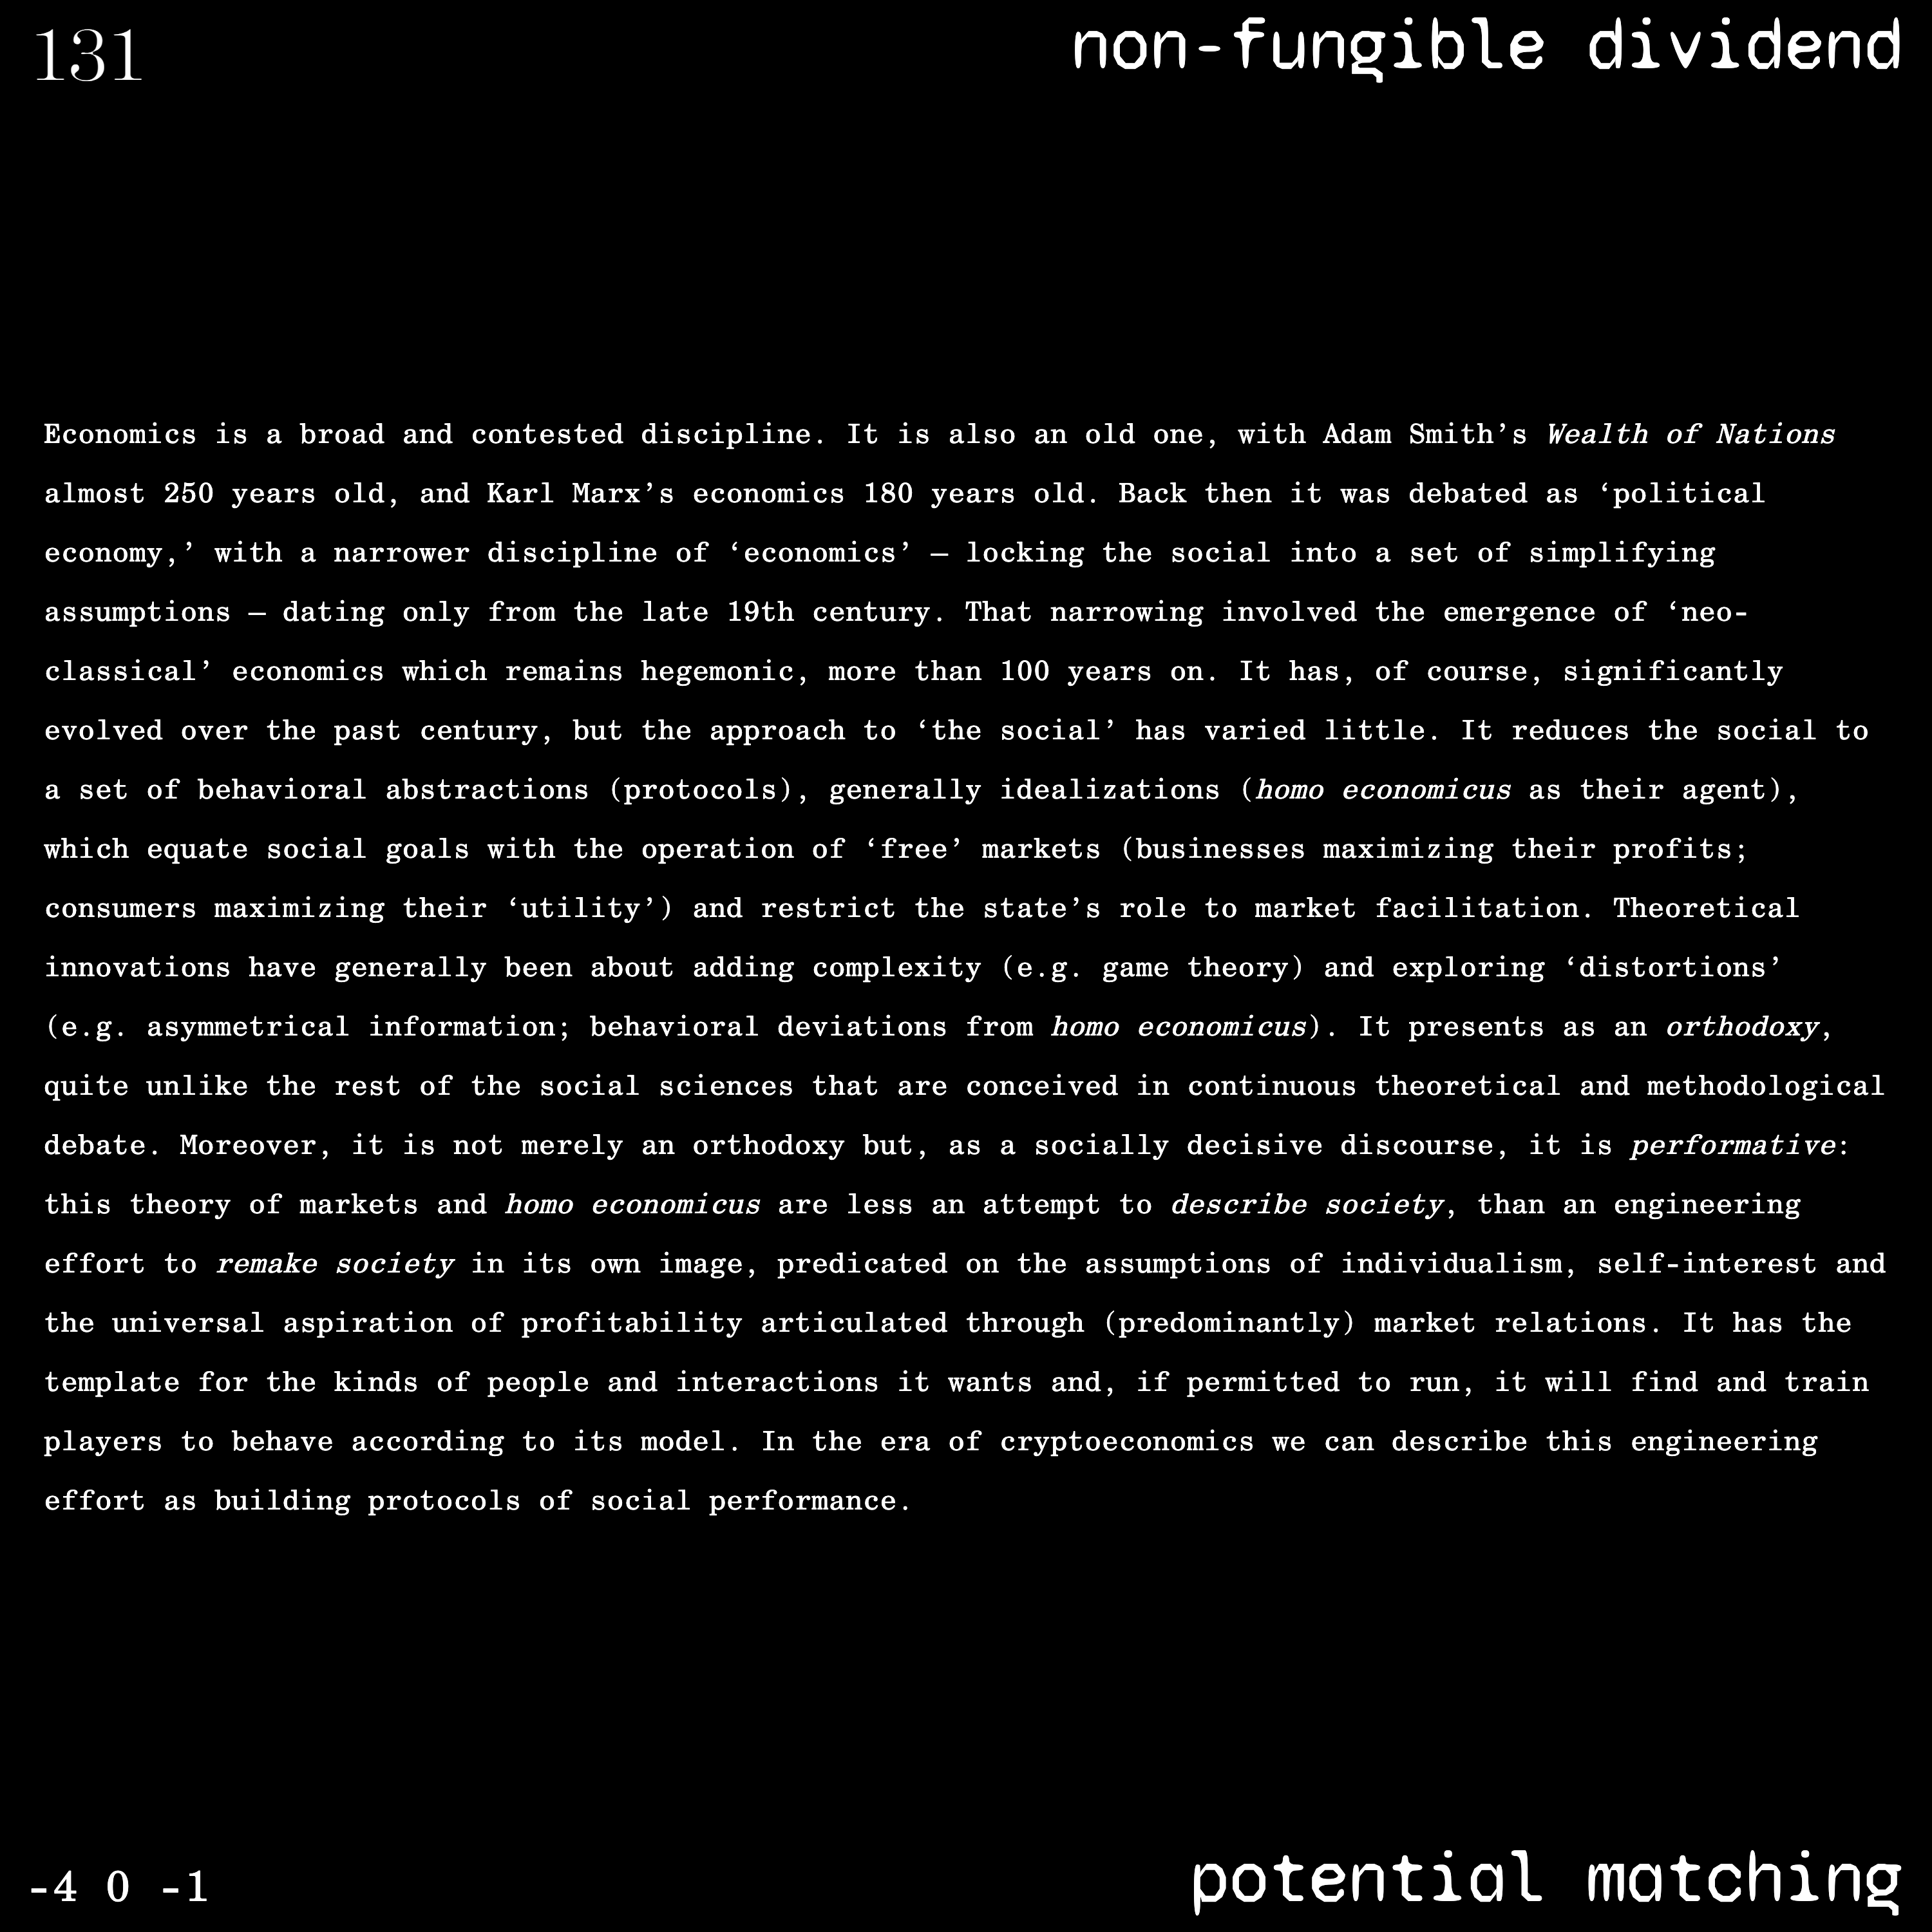 131
non-fungible dividend
Economics is a broad and contested discipline. It is also an old one, with Adam Smith’s Wealth of Nations
almost 250 years old, and Karl Marx’s economics 180 years old. Back then it was debated as ‘political
economy,’ with a narrower discipline of ‘economics’ – locking the social into a set of simplifying
assumptions – dating only from the late 19th century. That narrowing involved the emergence of ‘neo-
classical’ economics which remains hegemonic, more than 100 years on. It has, of course, significantly
evolved over the past century, but the approach to ‘the social’ has varied little. It reduces the social to
a set of behavioral abstractions (protocols), generally idealizations (homo economicus as their agent),
which equate social goals with the operation of ‘free’ markets (businesses maximizing their profits;
consumers maximizing their ‘utility’) and restrict the state’s role to market facilitation. Theoretical
innovations have generally been about adding complexity (e.g. game theory) and exploring ‘distortions’
(e.g. asymmetrical information; behavioral deviations from homo economicus). It presents as an orthodoxy,
quite unlike the rest of the social sciences that are conceived in continuous theoretical and methodological
debate. Moreover, it is not merely an orthodoxy but, as a socially decisive discourse, it is performative:
this theory of markets and homo economicus are less an attempt to describe society, than an engineering
effort to remake society in its own image, predicated on the assumptions of individualism, self-interest and
the universal aspiration of profitability articulated through (predominantly) market relations. It has the
template for the kinds of people and interactions it wants and, if permitted to run, it will find and train
players to behave according to its model. In the era of cryptoeconomics we can describe this engineering
effort as building protocols of social performance.
-4 0 -1
potential matching